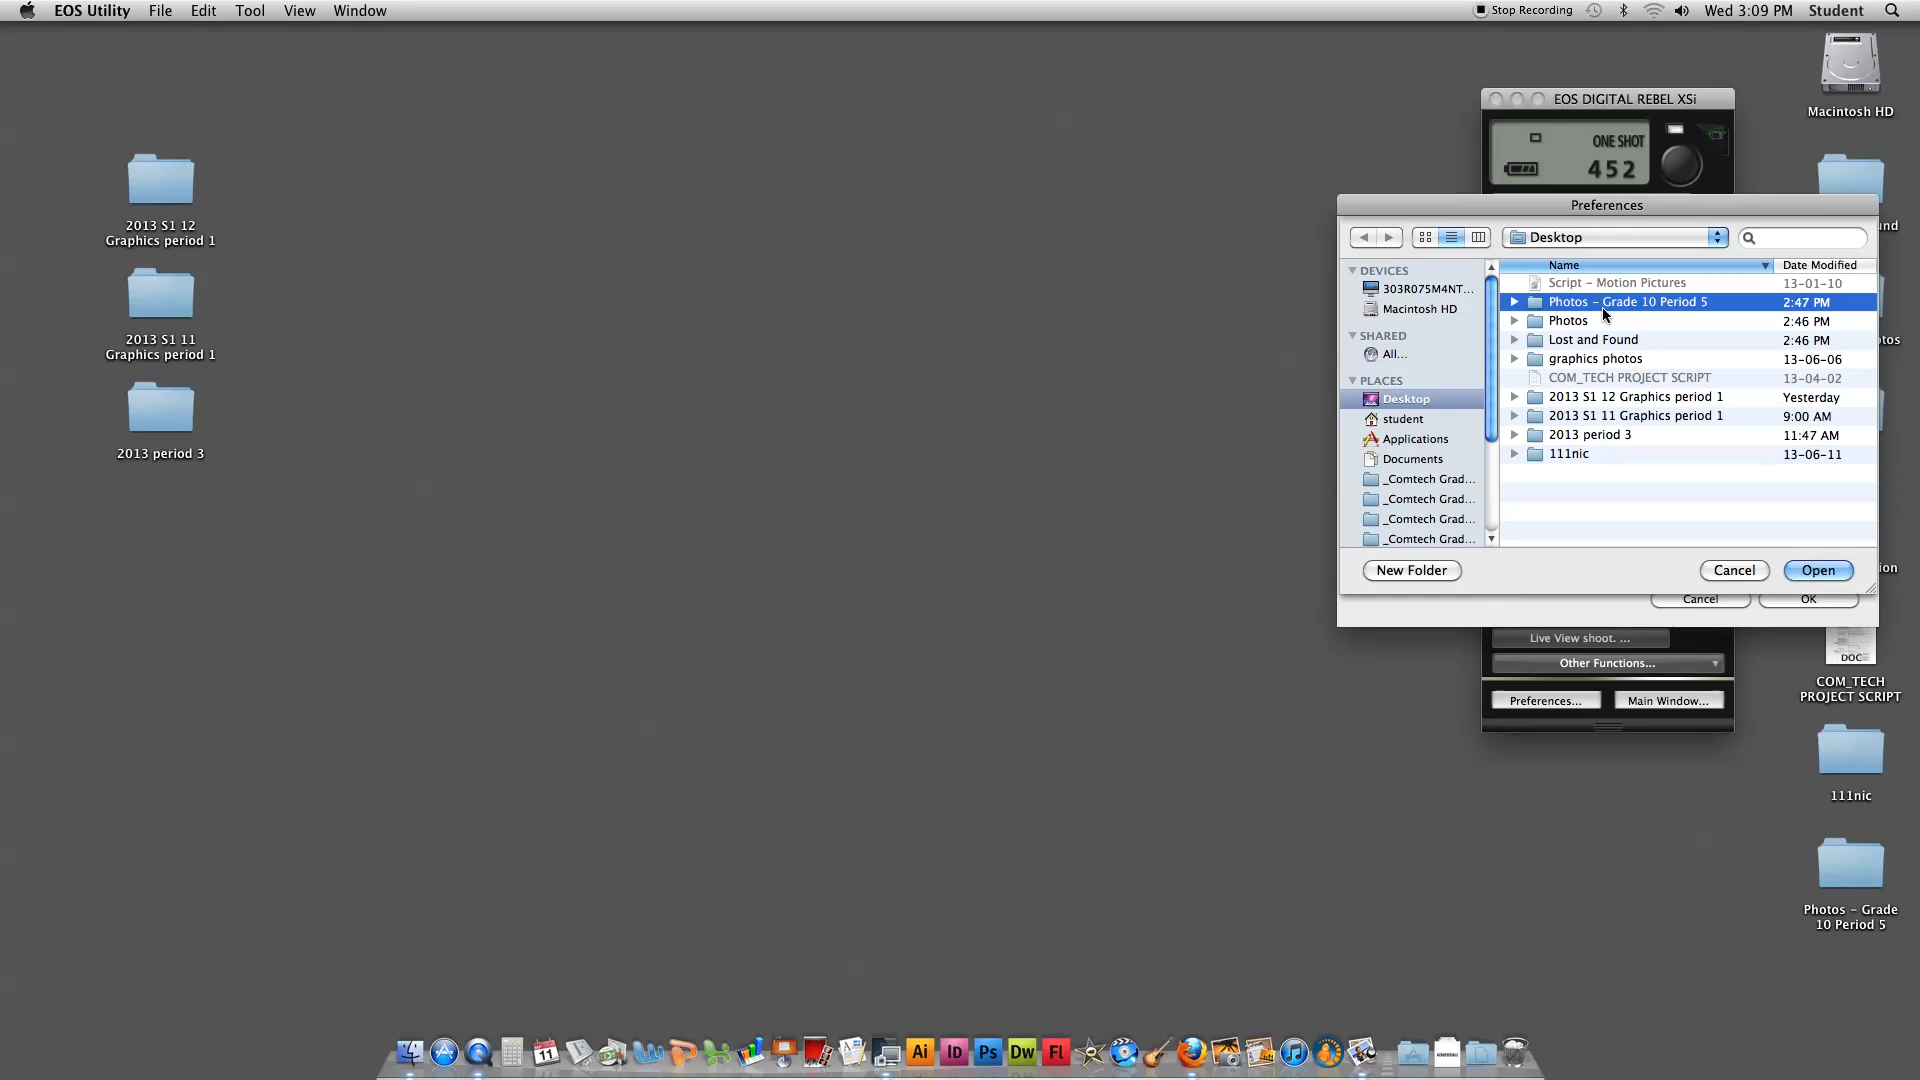 EOS Utility File Edit Tool View Window
Stop Recording Wed 3:09 PM Student
Macintosh HD
2013 S1 12
Graphics period 1
2013 S1 11
Graphics period 1
2013 period 3
EOS DIGITAL REBEL XSi
ONE SHOT
452
Preferences
Desktop
DEVICES
303R075M4NT...
Macintosh HD
SHARED
All...
PLACES
Desktop
student
Applications
Documents
_Comtech Grad...
_Comtech Grad...
_Comtech Grad...
_Comtech Grad...
Name Date Modified
Script - Motion Pictures 13-01-10
Photos - Grade 10 Period 5 2:47 PM
Photos 2:46 PM
Lost and Found 2:46 PM
graphics photos 13-06-06
COM_TECH PROJECT SCRIPT 13-04-02
2013 S1 12 Graphics period 1 Yesterday
2013 S1 11 Graphics period 1 9:00 AM
2013 period 3 11:47 AM
111nic 13-06-11
New Folder Cancel Open
Cancel OK
Live View shoot. ...
Other Functions...
Preferences... Main Window...
und
otos
ion
DOC
COM_TECH
PROJECT SCRIPT
111nic
Photos - Grade
10 Period 5
11
Ai Id Ps Dw Fl